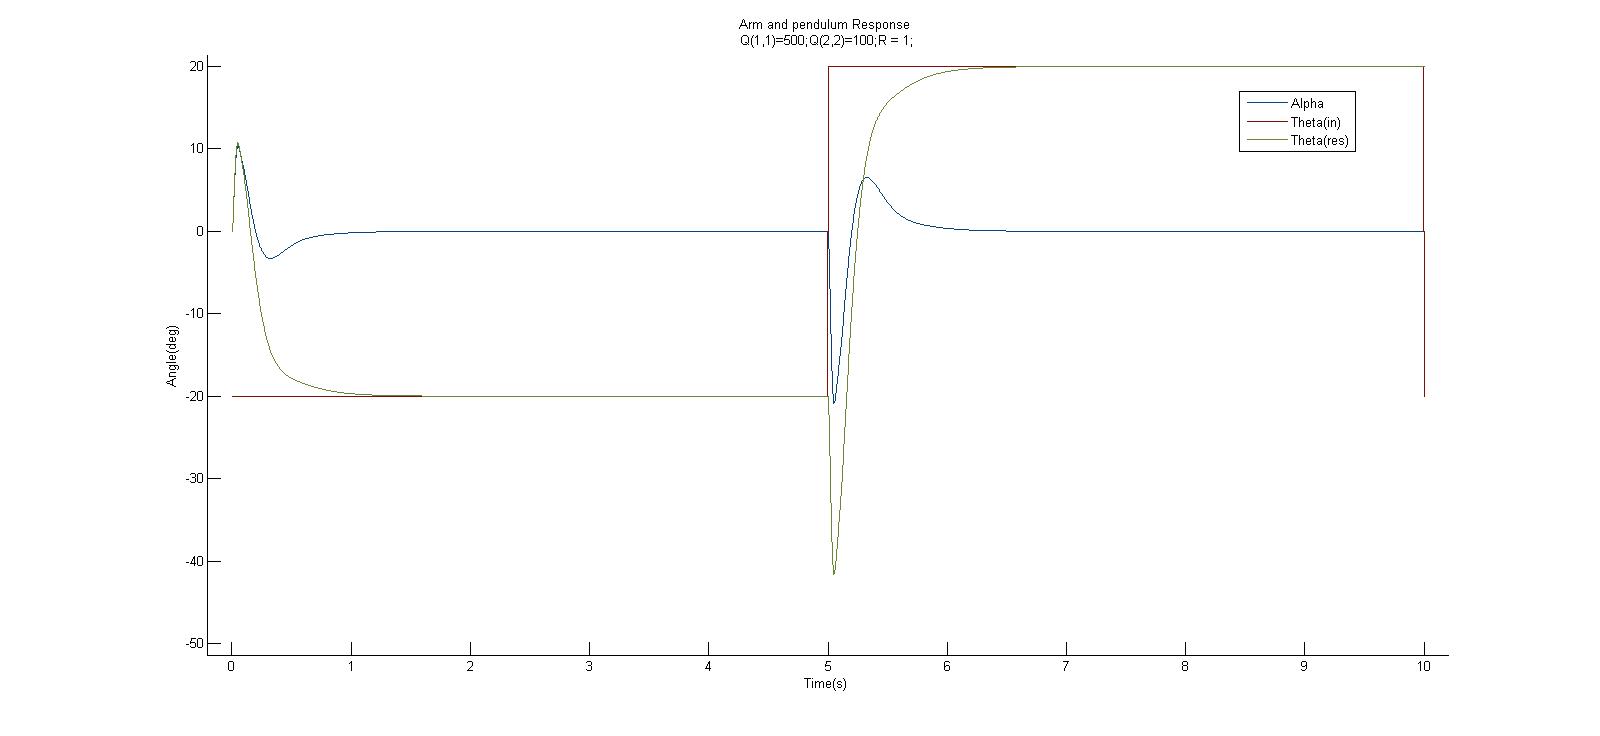 Arm and pendulum Response
Q(1,1)=500;Q(2,2)=100;R = 1;
20
10
0
-10
-20
-30
-40
-50
Angle(deg)
Alpha
Theta(in)
Theta(res)
0 1 2 3 4 5 6 7 8 9 10
Time(s)